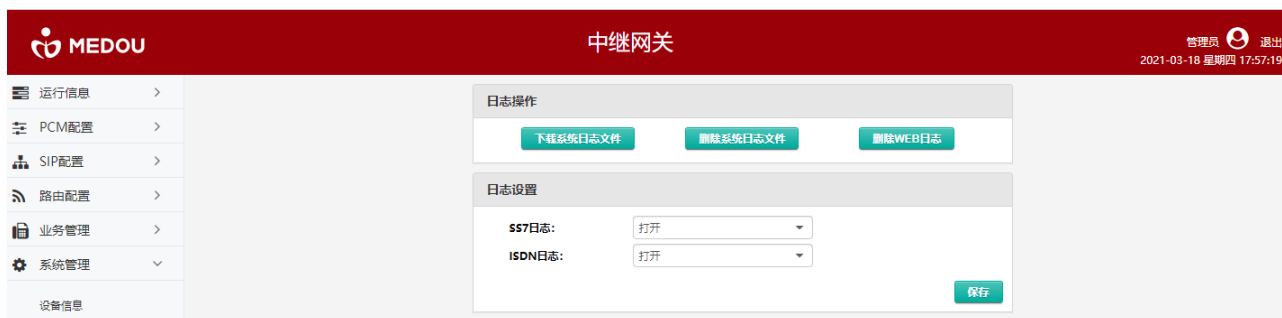 MEDOU
中继网关
管理员 退出
2021-03-18 星期四 17:57:19
运行信息
PCM配置
SIP配置
路由配置
业务管理
系统管理
设备信息
日志操作
下载系统日志文件 删除系统日志文件 删除WEB日志
日志设置
SS7日志: 打开
ISDN日志: 打开
保存